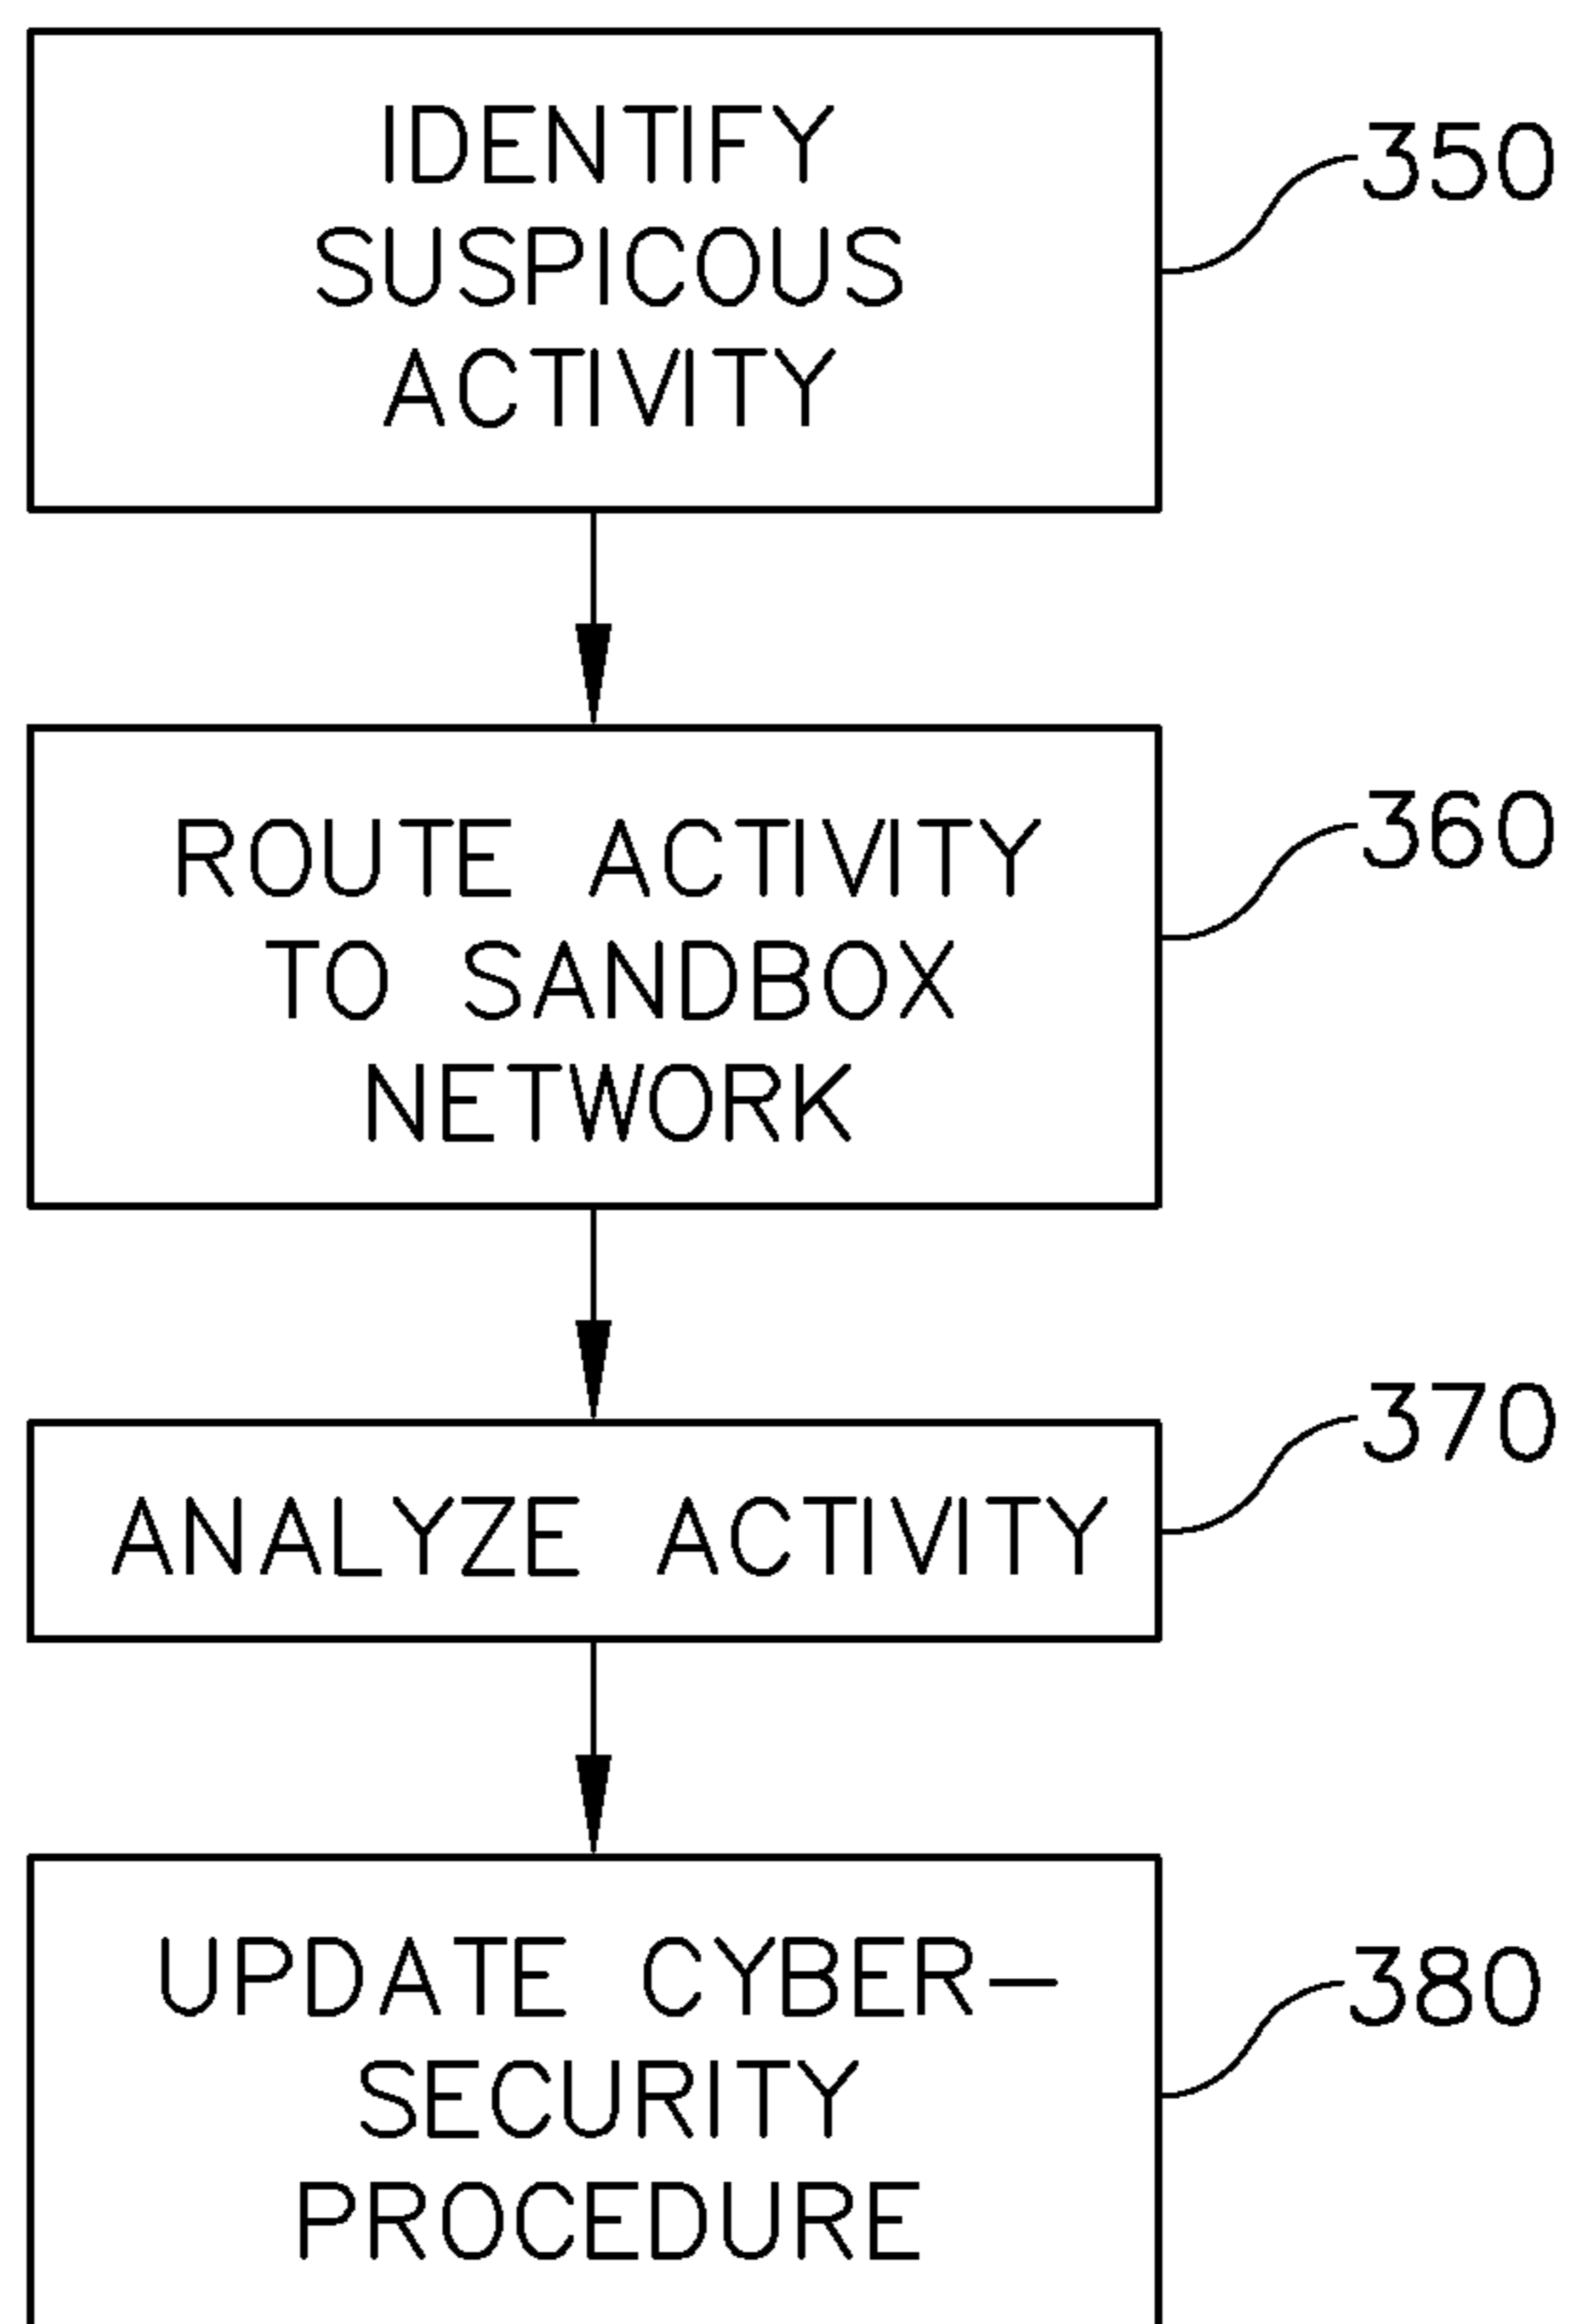 IDENTIFY
SUSPICOUS
ACTIVITY
350
ROUTE ACTIVITY
TO SANDBOX
NETWORK
360
ANALYZE ACTIVITY
370
UPDATE CYBER-
SECURITY
PROCEDURE
380